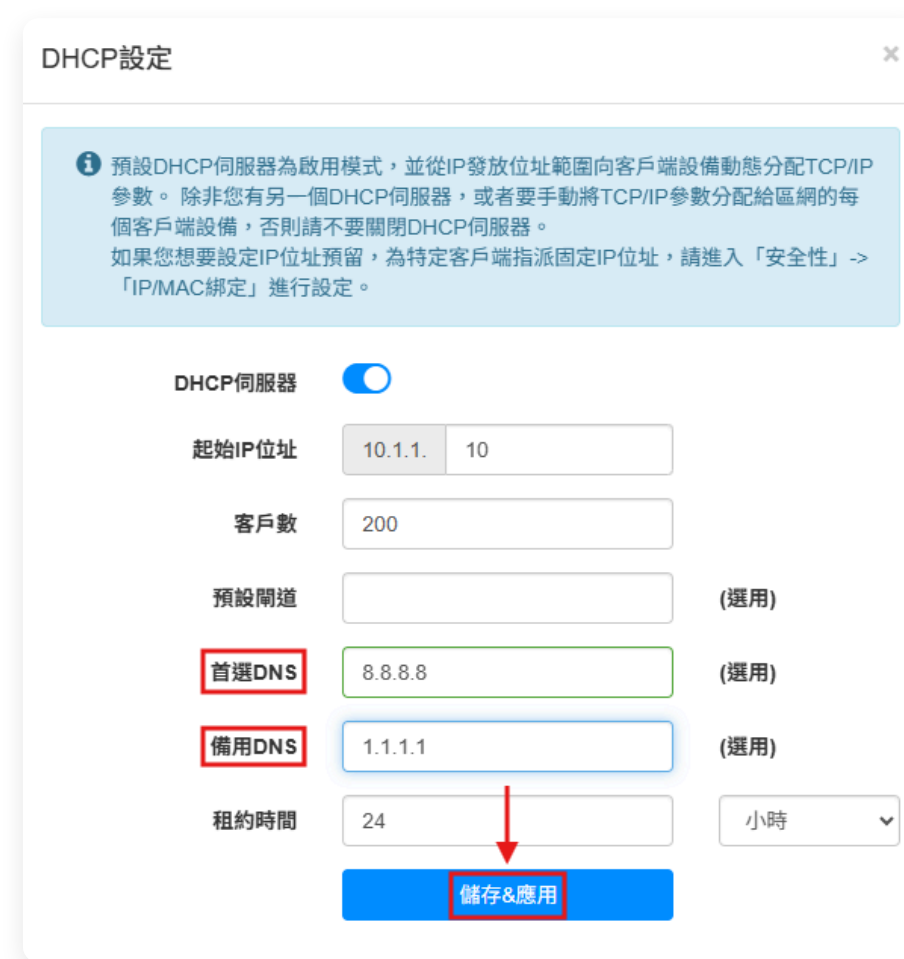 DHCP設定
×
預設DHCP伺服器為啟用模式，並從IP發放位址範圍向客戶端設備動態分配TCP/IP
參數。 除非您有另一個DHCP伺服器，或者要手動將TCP/IP參數分配給區網的每
個客戶端設備，否則請不要關閉DHCP伺服器。
如果您想要設定IP位址預留，為特定客戶端指派固定IP位址，請進入「安全性」->
「IP/MAC綁定」進行設定。
DHCP伺服器
起始IP位址 10.1.1. 10
客戶數 200
預設閘道 (選用)
首選DNS 8.8.8.8 (選用)
備用DNS 1.1.1.1 (選用)
租約時間 24 小時
儲存&應用